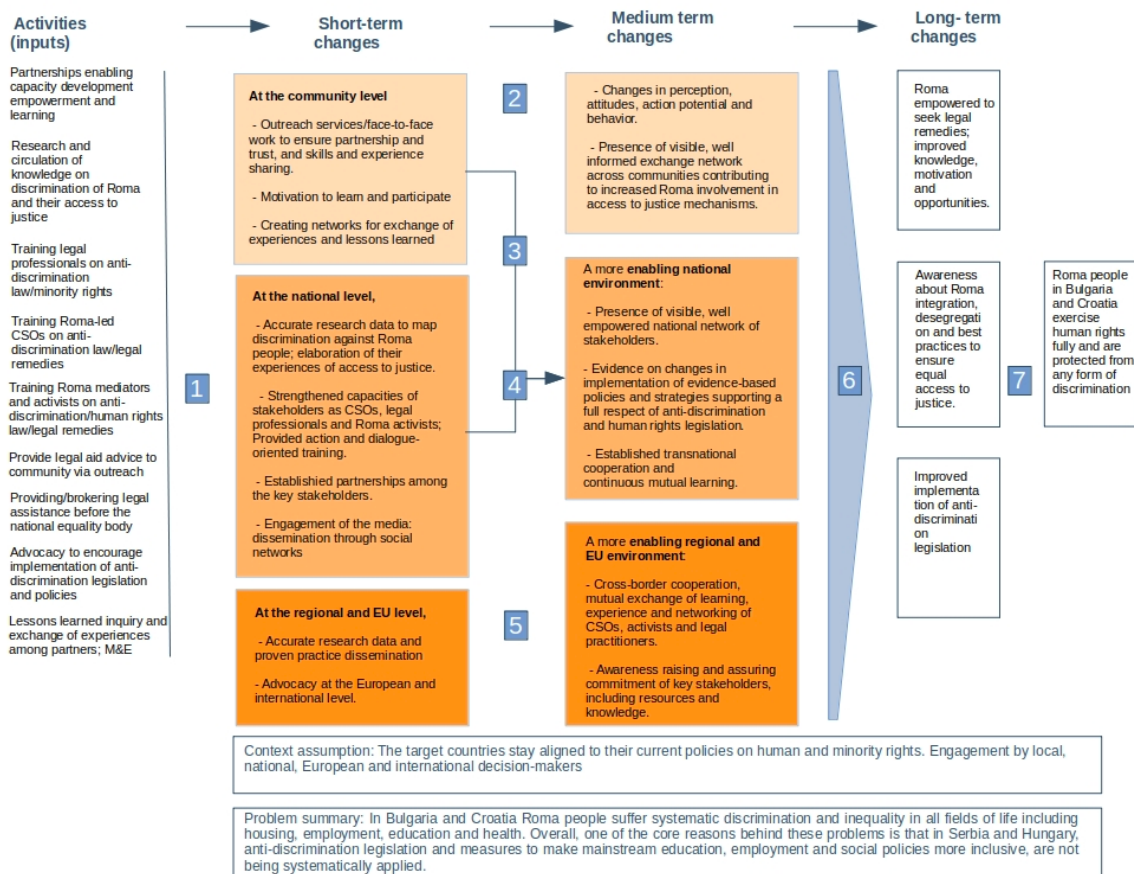 Activities
(inputs)
Short-term
changes
Medium term
changes
Long- term
changes
Partnerships enabling
capacity development
empowerment and
learning
Research and
circulation of
knowledge on
discrimination of Roma
and their access to
justice
Training legal
professionals on anti-
discrimination
law/minority rights
Training Roma-led
CSOs on anti-
discrimination law/legal
remedies
Training Roma mediators
and activists on anti-
discrimination/human rights
law/legal remedies
Provide legal aid advice to
community via outreach
Providing/brokering legal
assistance before the
national equality body
Advocacy to encourage
implementation of anti-
discrimination legislation
and policies
Lessons learned inquiry and
exchange of experiences
among partners; M&E
1
At the community level
- Outreach services/face-to-face
work to ensure partnership and
trust, and skills and experience
sharing.
- Motivation to learn and participate
- Creating networks for exchange of
experiences and lessons learned
At the national level,
- Accurate research data to map
discrimination against Roma
people; elaboration of their
experiences of access to justice.
- Strengthened capacities of
stakeholders as CSOs, legal
professionals and Roma activists;
Provided action and dialogue-
oriented training.
- Establishied partnerships among
the key stakeholders.
- Engagement of the media:
dissemination through social
networks
At the regional and EU level,
- Accurate research data and
proven practice dissemination
- Advocacy at the European and
international level.
2
3
4
5
- Changes in perception,
attitudes, action potential and
behavior.
- Presence of visible, well
informed exchange network
across communities contributing
to increased Roma involvement in
access to justice mechanisms.
A more enabling national
environment:
- Presence of visible, well
empowered national network of
stakeholders.
- Evidence on changes in
implementation of evidence-based
policies and strategies supporting a
full respect of anti-discrimination
and human rights legislation.
- Established transnational
cooperation and
continuous mutual learning.
A more enabling regional and
EU environment:
- Cross-border cooperation,
mutual exchange of learning,
experience and networking of
CSOs, activists and legal
practitioners.
- Awareness raising and assuring
commitment of key stakeholders,
including resources and
knowledge.
6
Roma
empowered to
seek legal
remedies;
improved
knowledge,
motivation
and
opportunities.
Awareness
about Roma
integration,
desegregati
on and best
practices to
ensure
equal
access to
justice.
Improved
implementa
tion of anti-
discriminati
on
legislation
7
Roma people
in Bulgaria
and Croatia
exercise
human rights
fully and are
protected from
any form of
discrimination
Context assumption: The target countries stay aligned to their current policies on human and minority rights. Engagement by local,
national, European and international decision-makers
Problem summary: In Bulgaria and Croatia Roma people suffer systematic discrimination and inequality in all fields of life including
housing, employment, education and health. Overall, one of the core reasons behind these problems is that in Serbia and Hungary,
anti-discrimination legislation and measures to make mainstream education, employment and social policies more inclusive, are not
being systematically applied.